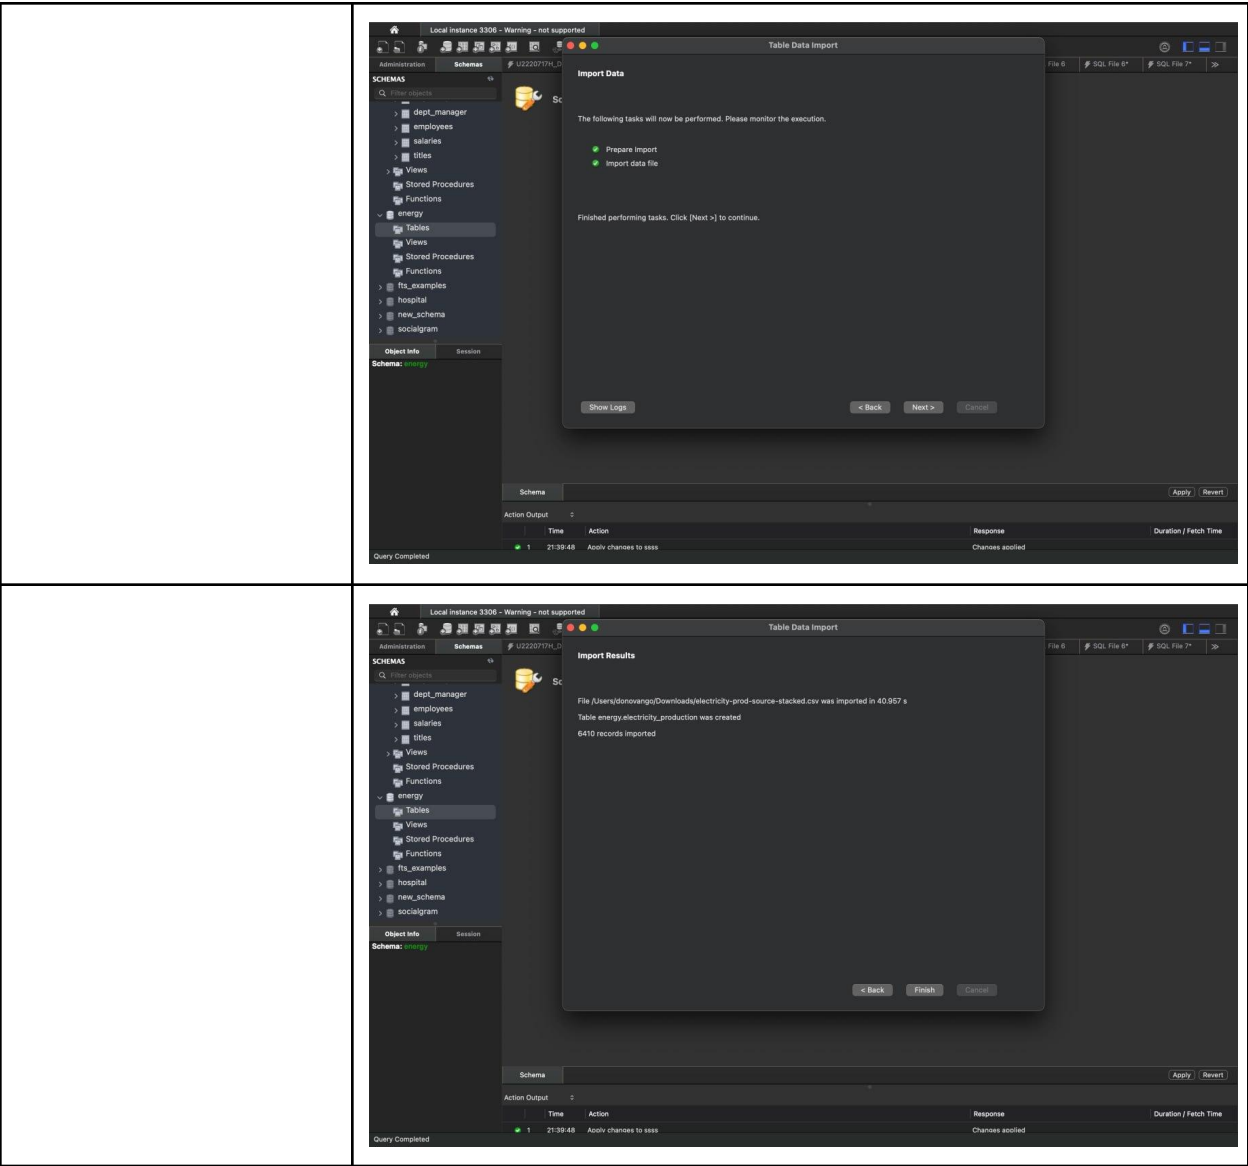 Local instance 3306 - Warning - not supported
Table Data Import
Administration Schemas U2220717H_D File 6 SQL File 6* SQL File 7*
SCHEMAS
Import Data
Filter objects
Sc
dept_manager
The following tasks will now be performed. Please monitor the execution.
employees
salaries
Prepare Import
titles
Import data file
Views
Stored Procedures
Functions
energy
Finished performing tasks. Click [Next >] to continue.
Tables
Views
Stored Procedures
Functions
fts_examples
hospital
new_schema
socialgram
Object Info Session
Schema: energy
Show Logs < Back Next > Cancel
Schema Apply Revert
Action Output
Time Action Response Duration / Fetch Time
1 21:39:48 Apply changes to ssss Changes applied
Query Completed
Local instance 3306 - Warning - not supported
Table Data Import
Administration Schemas U2220717H_D File 6 SQL File 6* SQL File 7*
SCHEMAS
Import Results
Filter objects
Sc
dept_manager
File /Users/donovango/Downloads/electricity-prod-source-stacked.csv was imported in 40.957 s
employees
Table energy.electricity_production was created
salaries
6410 records imported
titles
Views
Stored Procedures
Functions
energy
Tables
Views
Stored Procedures
Functions
fts_examples
hospital
new_schema
socialgram
Object Info Session
Schema: energy
< Back Finish Cancel
Schema Apply Revert
Action Output
Time Action Response Duration / Fetch Time
1 21:39:48 Apply changes to ssss Changes applied
Query Completed